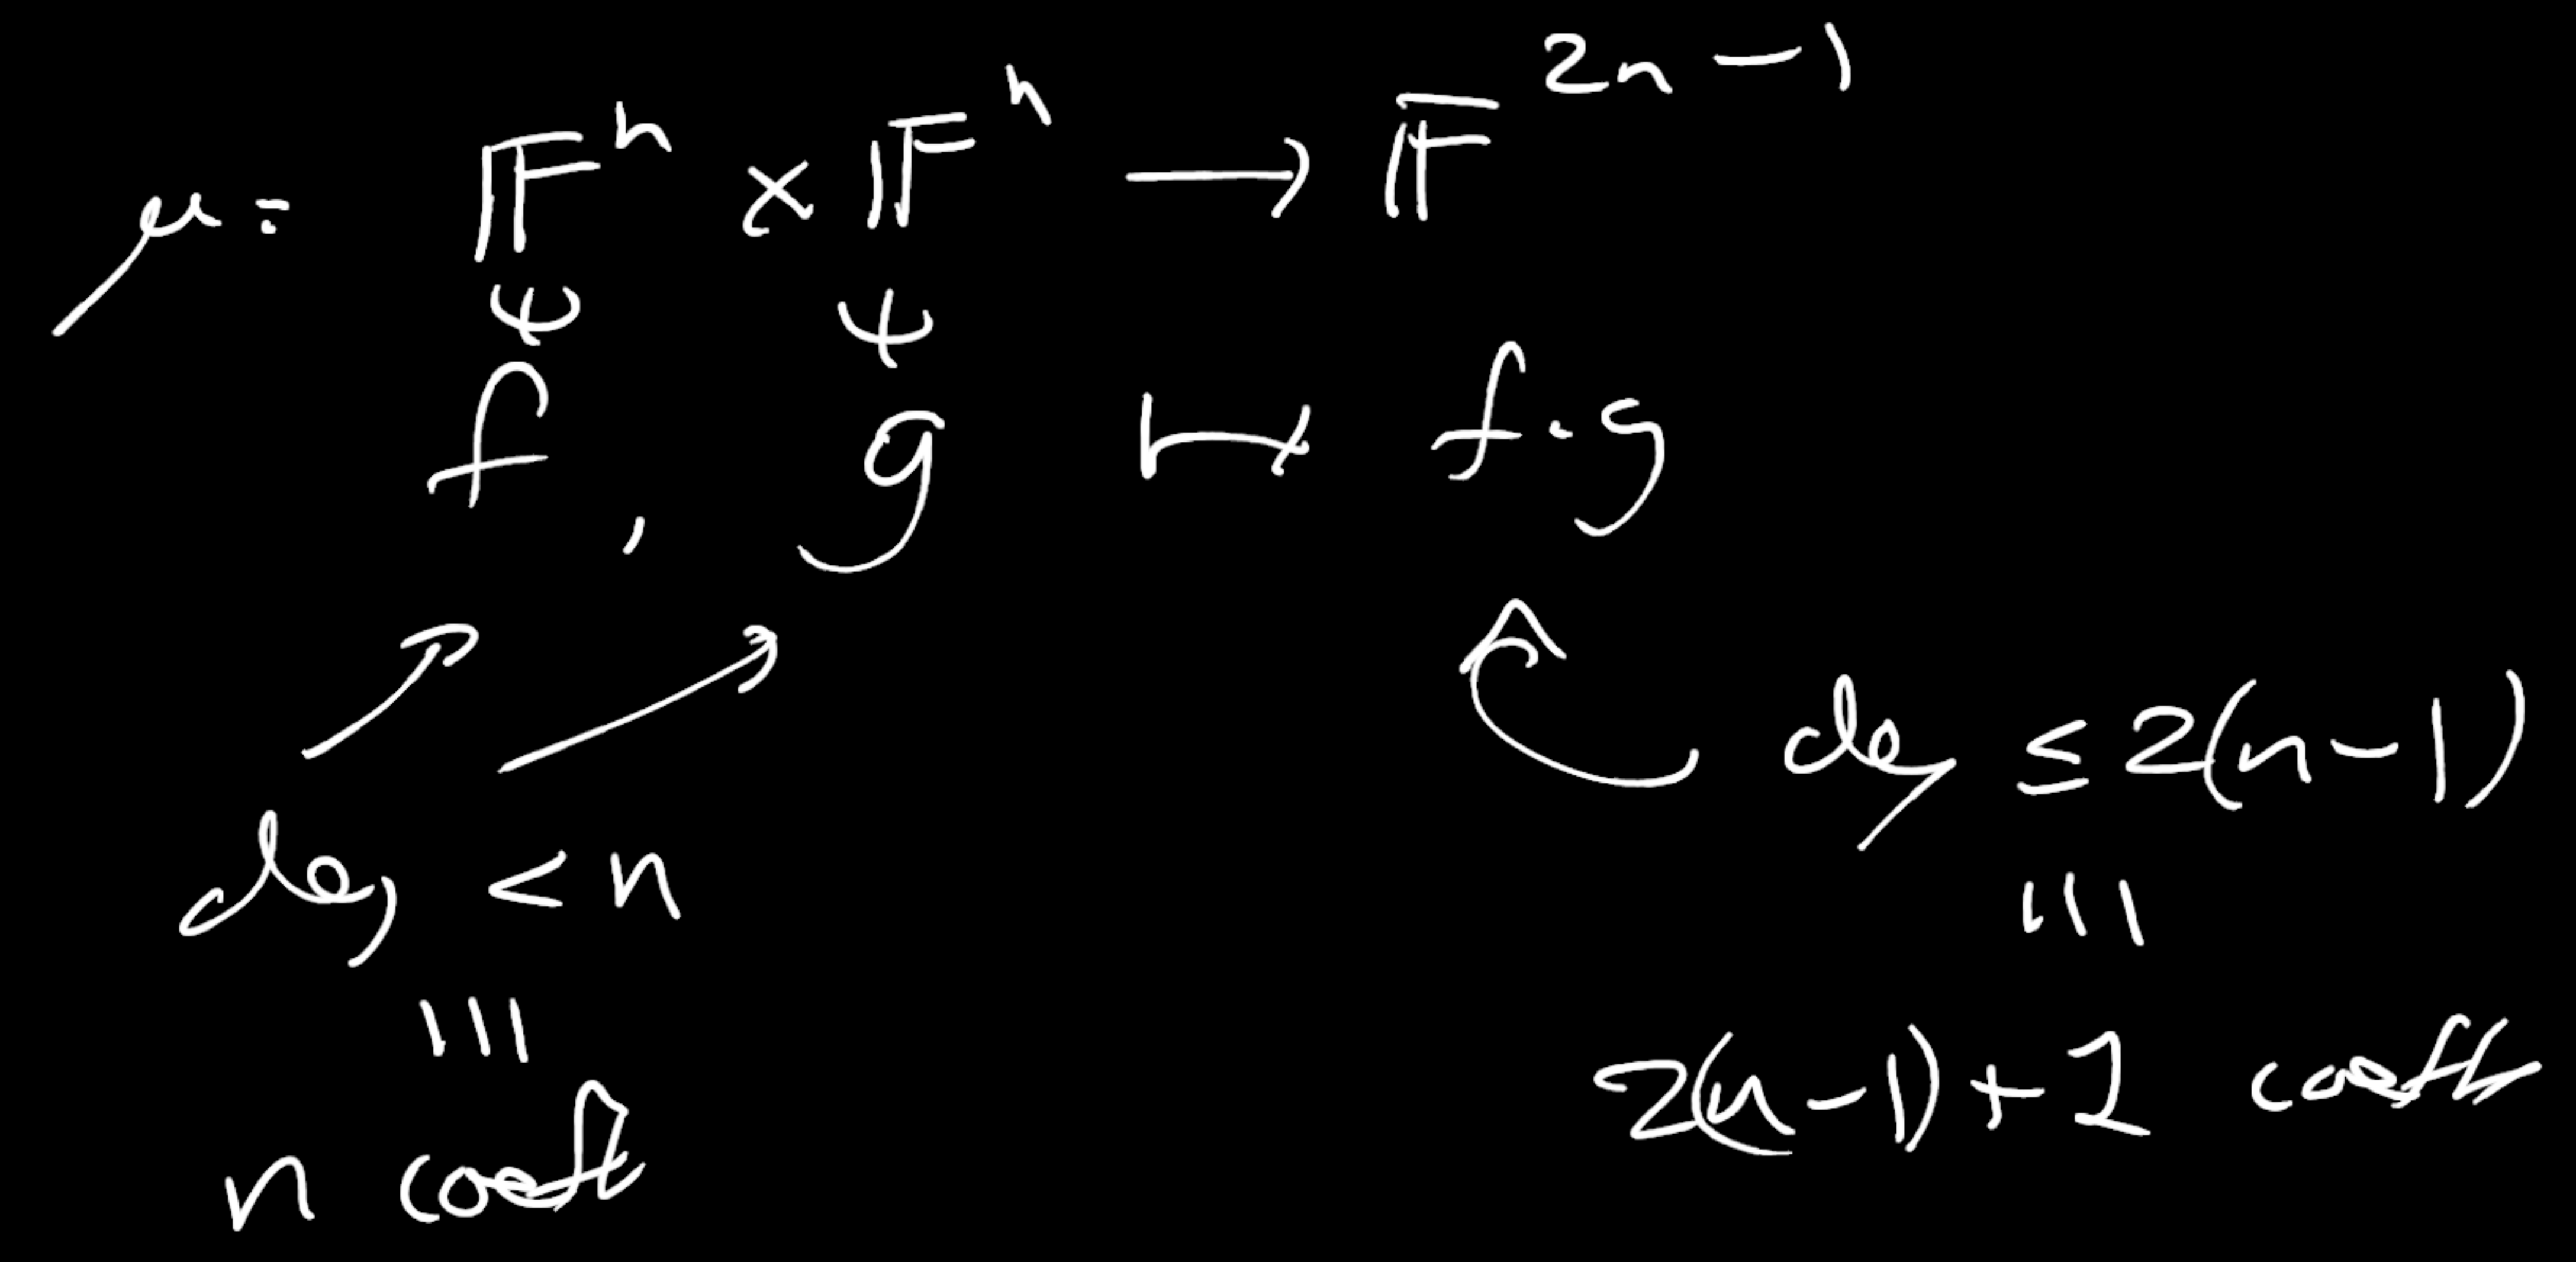 μ: 𝔽ⁿ × 𝔽ⁿ → 𝔽²ⁿ⁻¹
f , g ↦ f·g
deg < n
deg ≤ 2(n-1)
n coeff
2(n-1)+1 coeffs